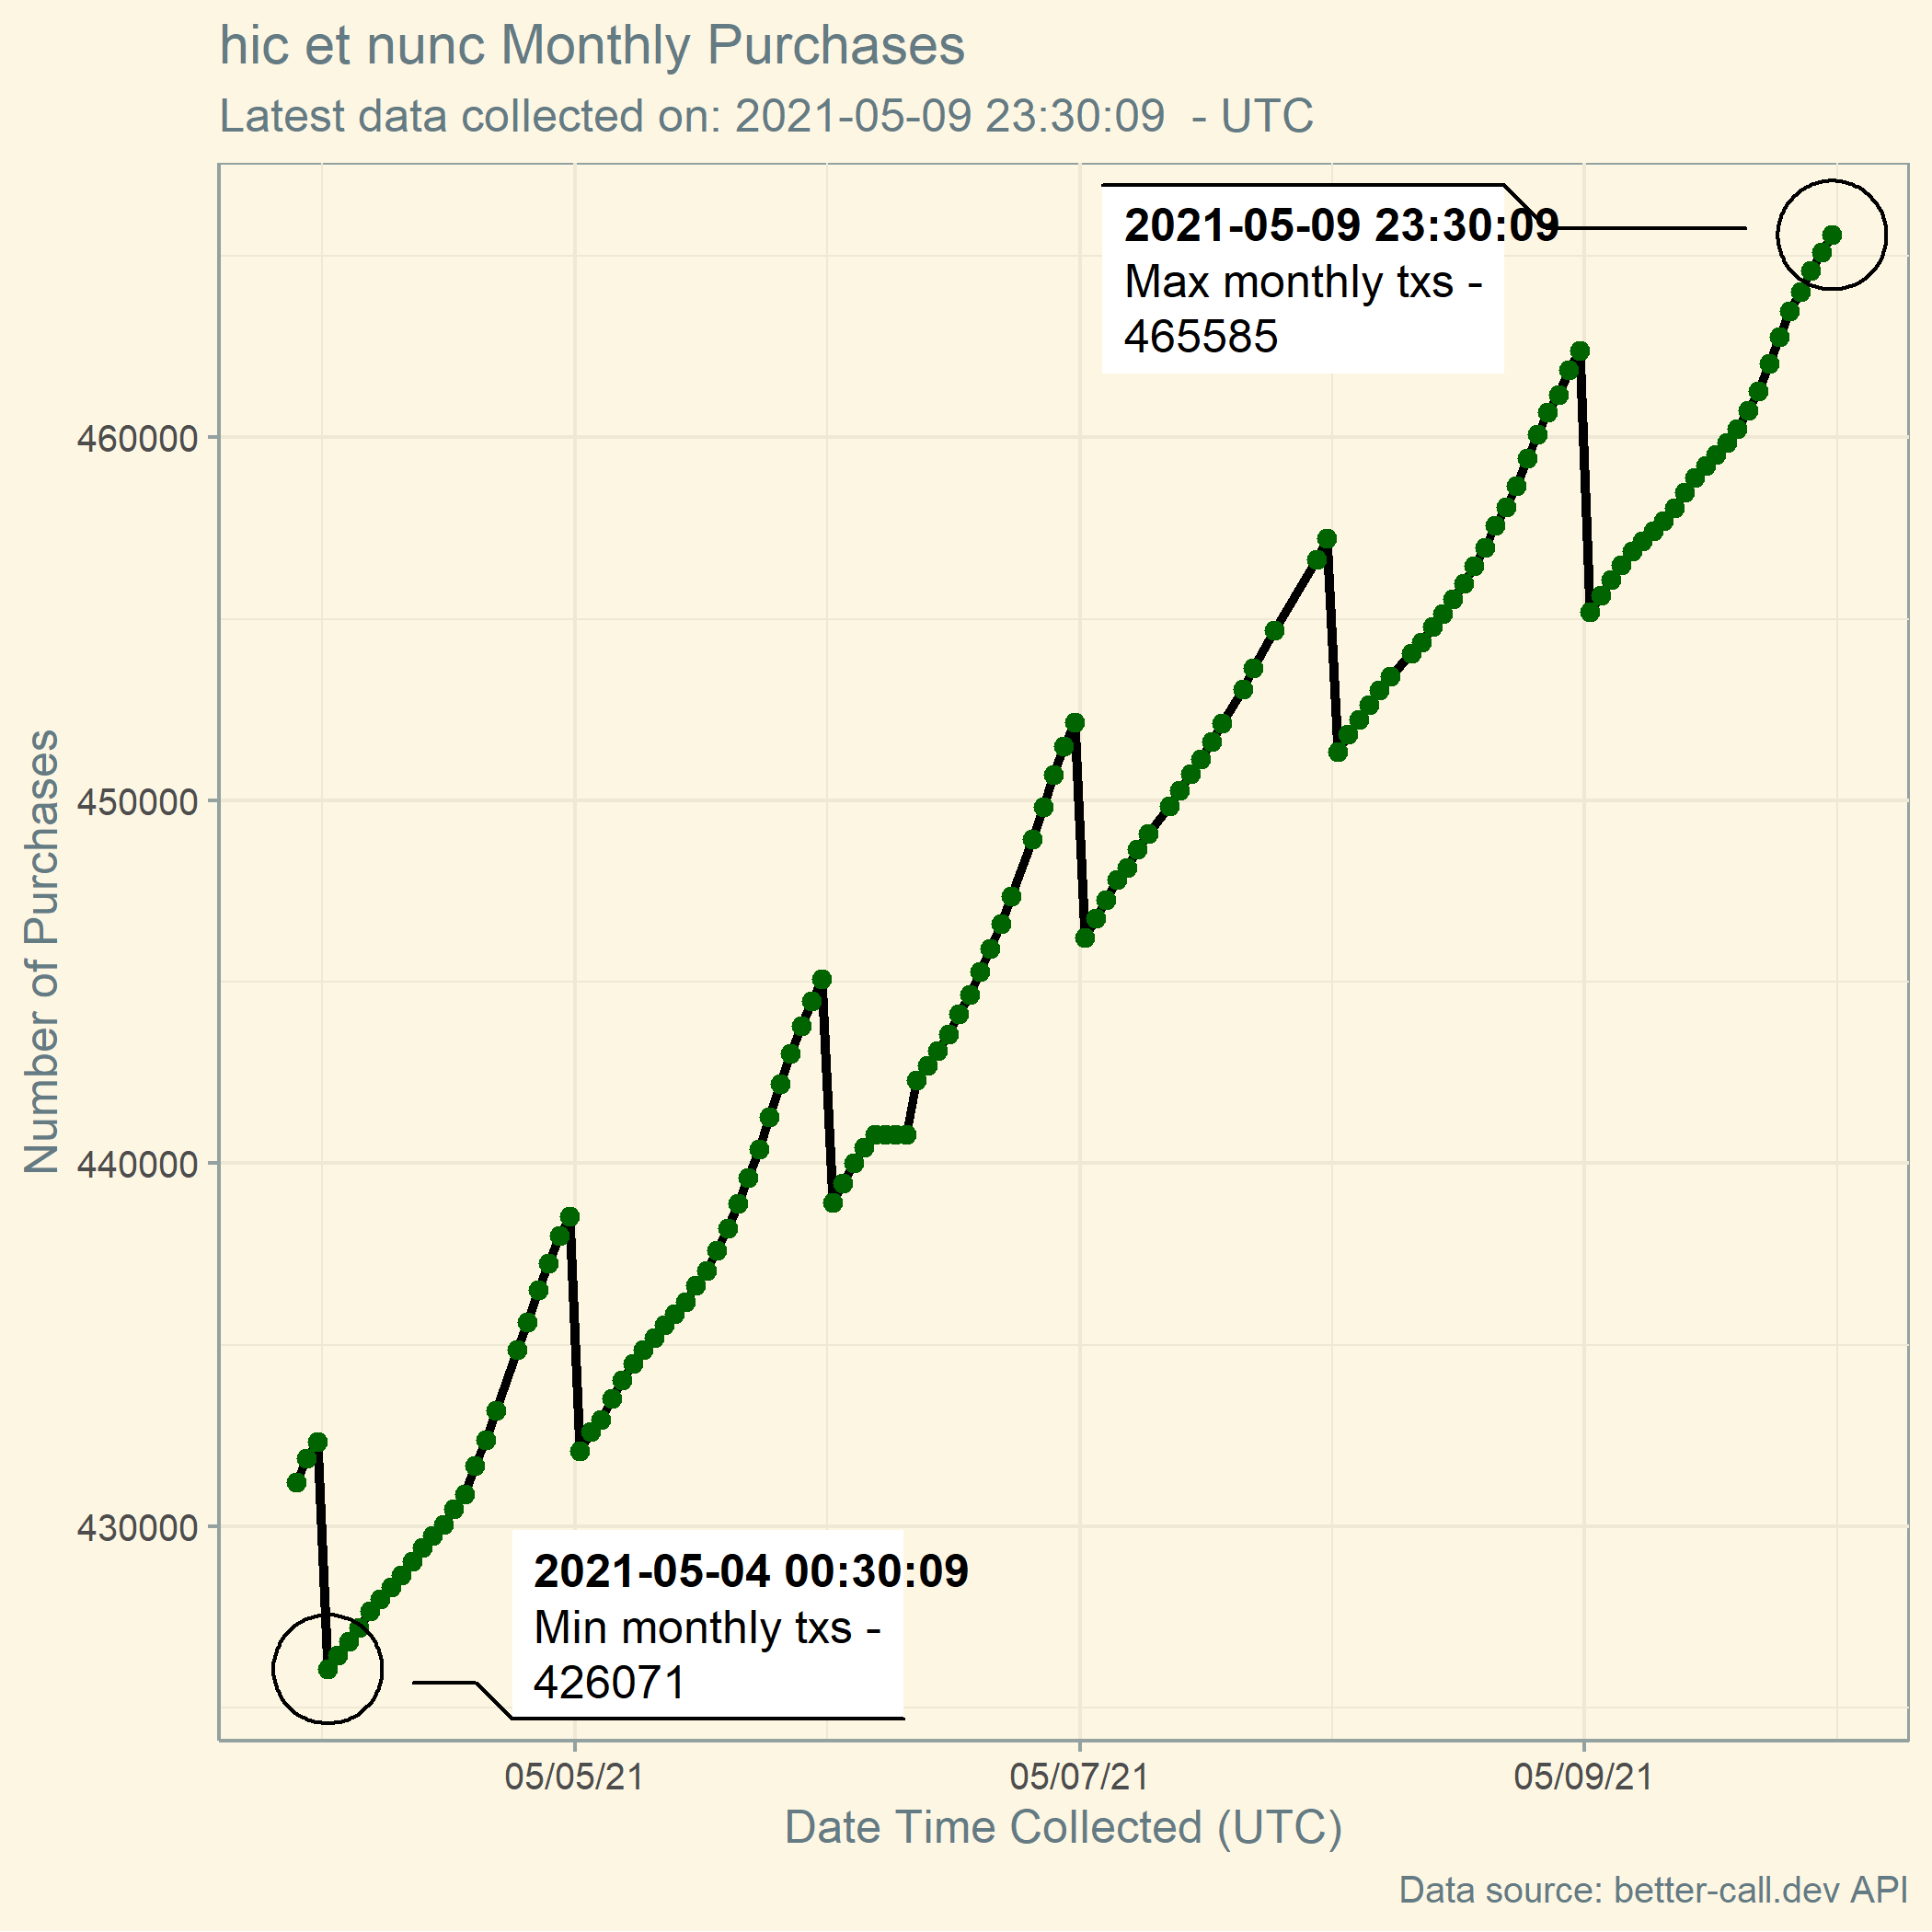 hic et nunc Monthly Purchases
Latest data collected on: 2021-05-09 23:30:09  - UTC
2021-05-09 23:30:09
Max monthly txs -
465585
460000
450000
440000
430000
Number of Purchases
2021-05-04 00:30:09
Min monthly txs -
426071
05/05/21
05/07/21
05/09/21
Date Time Collected (UTC)
Data source: better-call.dev API